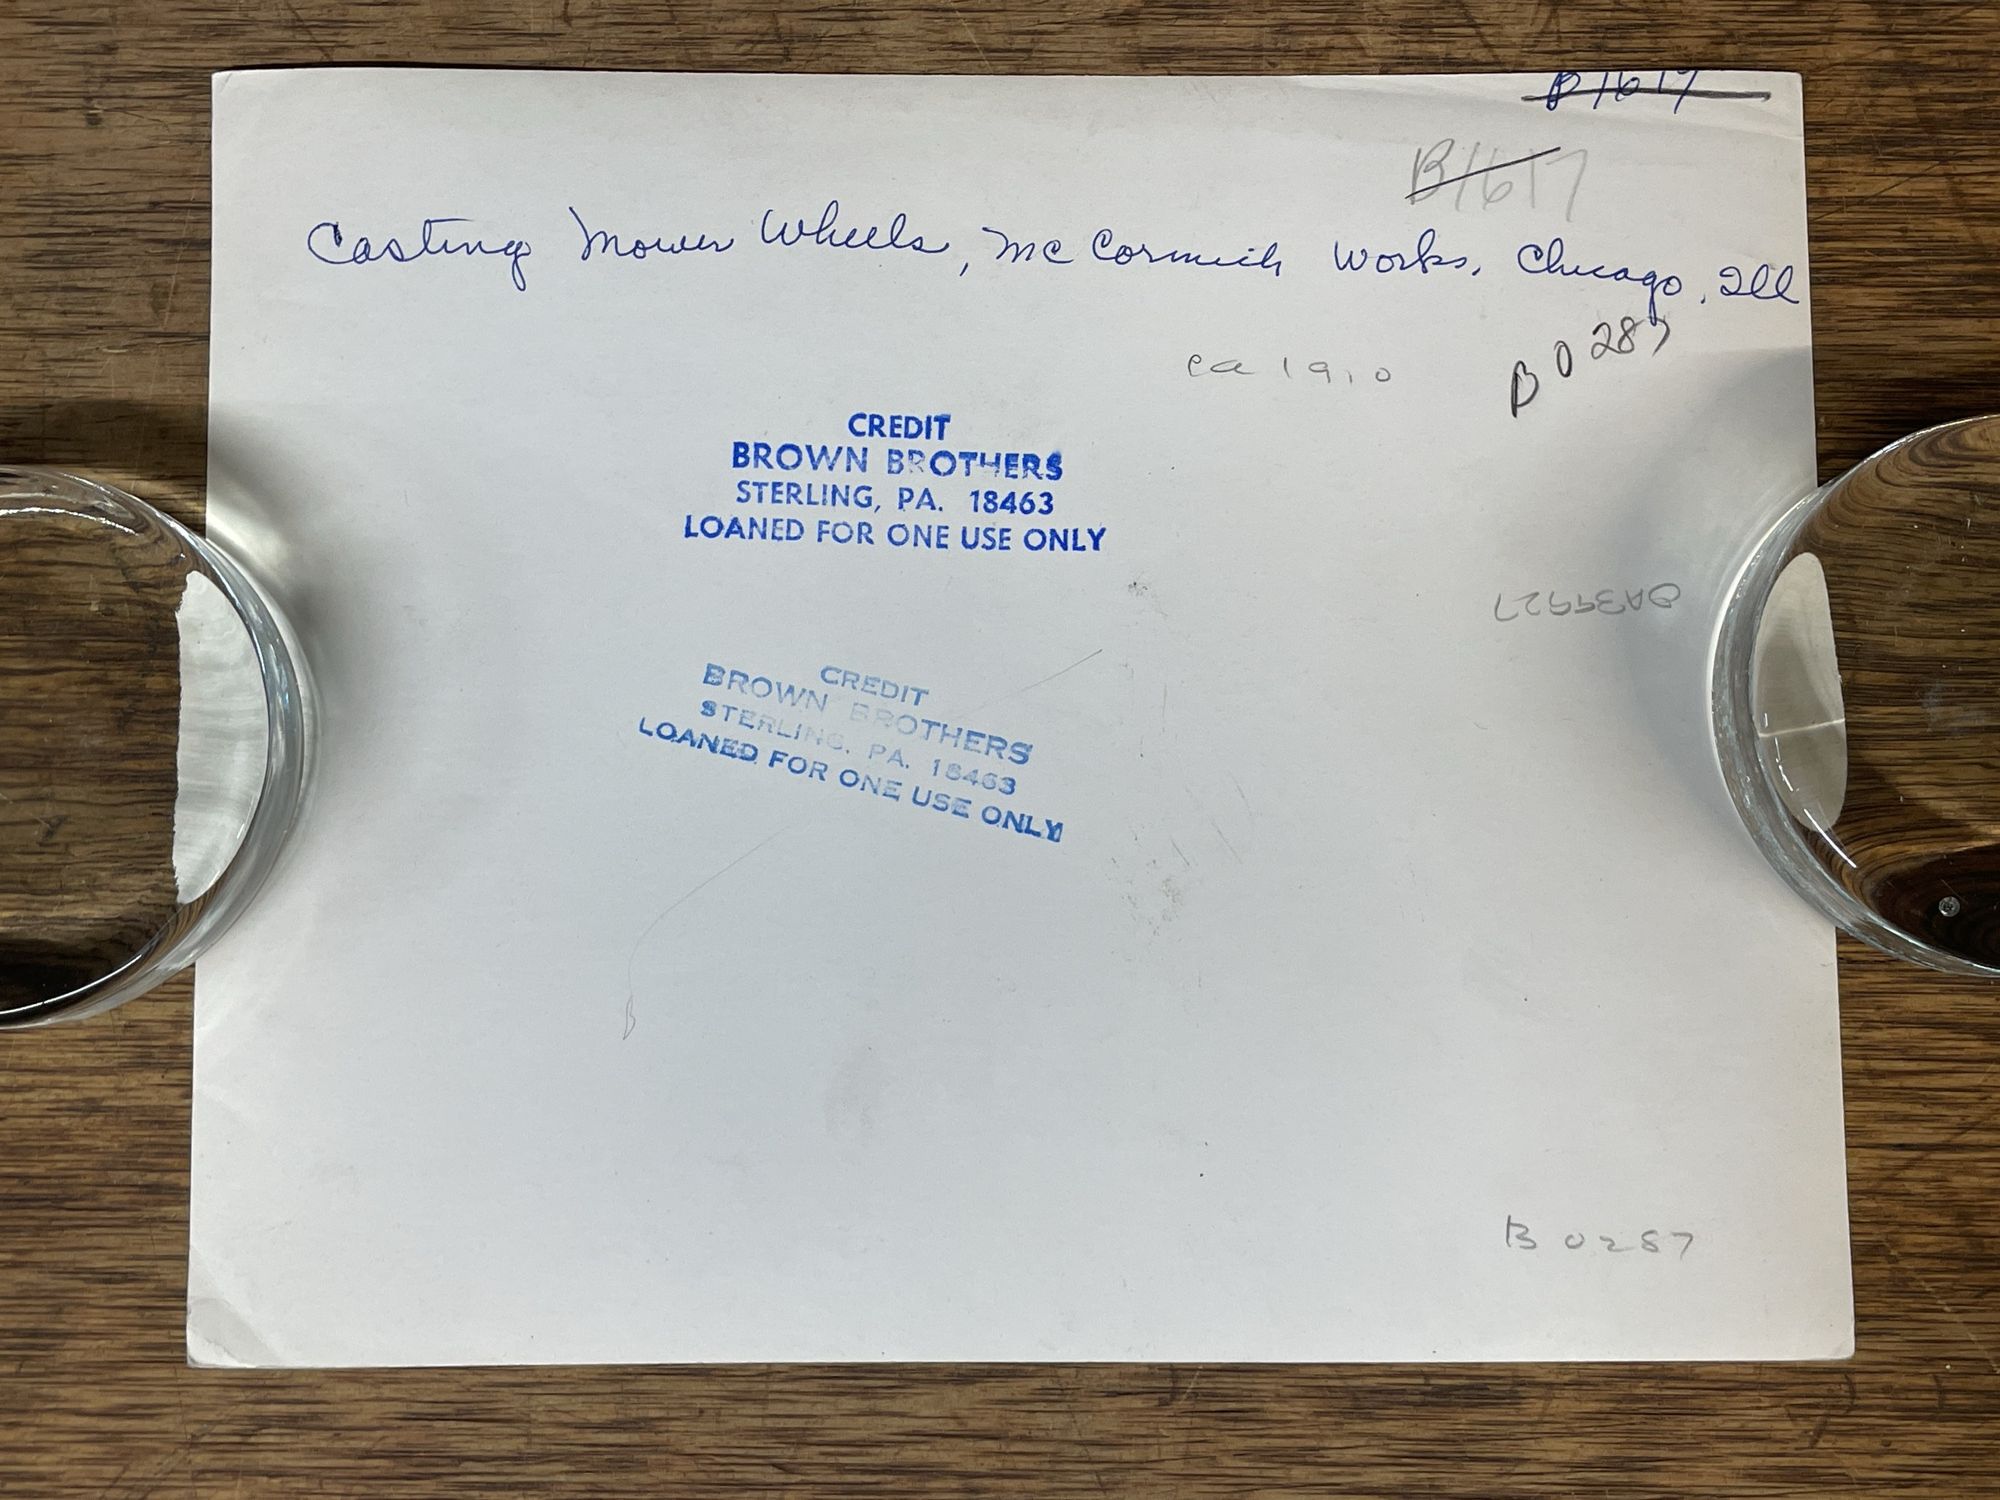 B1617
B1617
Casting Mower Wheels, McCormick Works, Chicago, Ill
B0287
ca 1910
CREDIT
BROWN BROTHERS
STERLING, PA. 18463
LOANED FOR ONE USE ONLY
CREDIT
BROWN BROTHERS
STERLING, PA. 18463
LOANED FOR ONE USE ONLY
B 0287